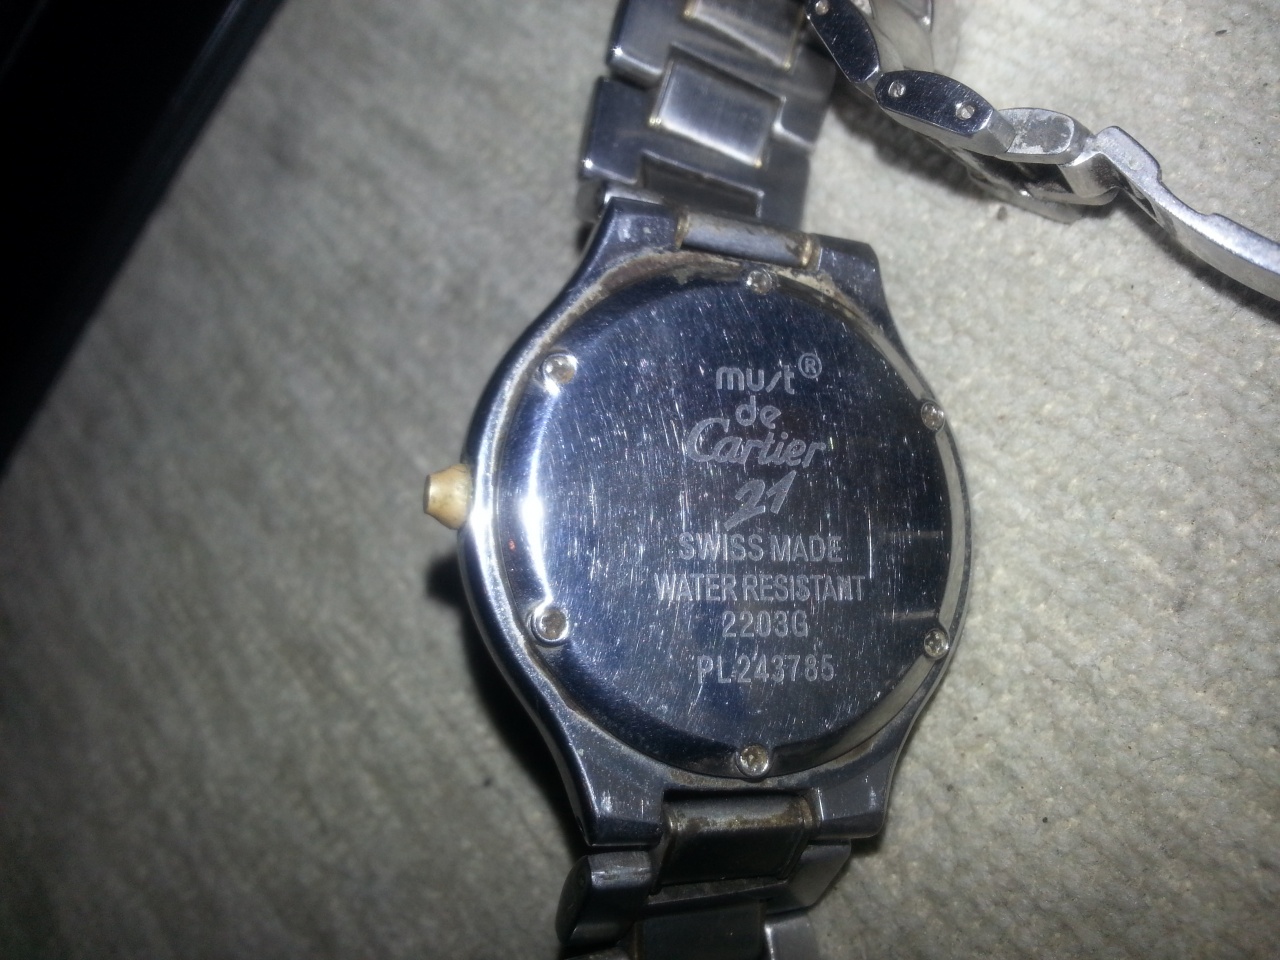 must®
de
Cartier
21
SWISS MADE
WATER RESISTANT
2203G
PL243785